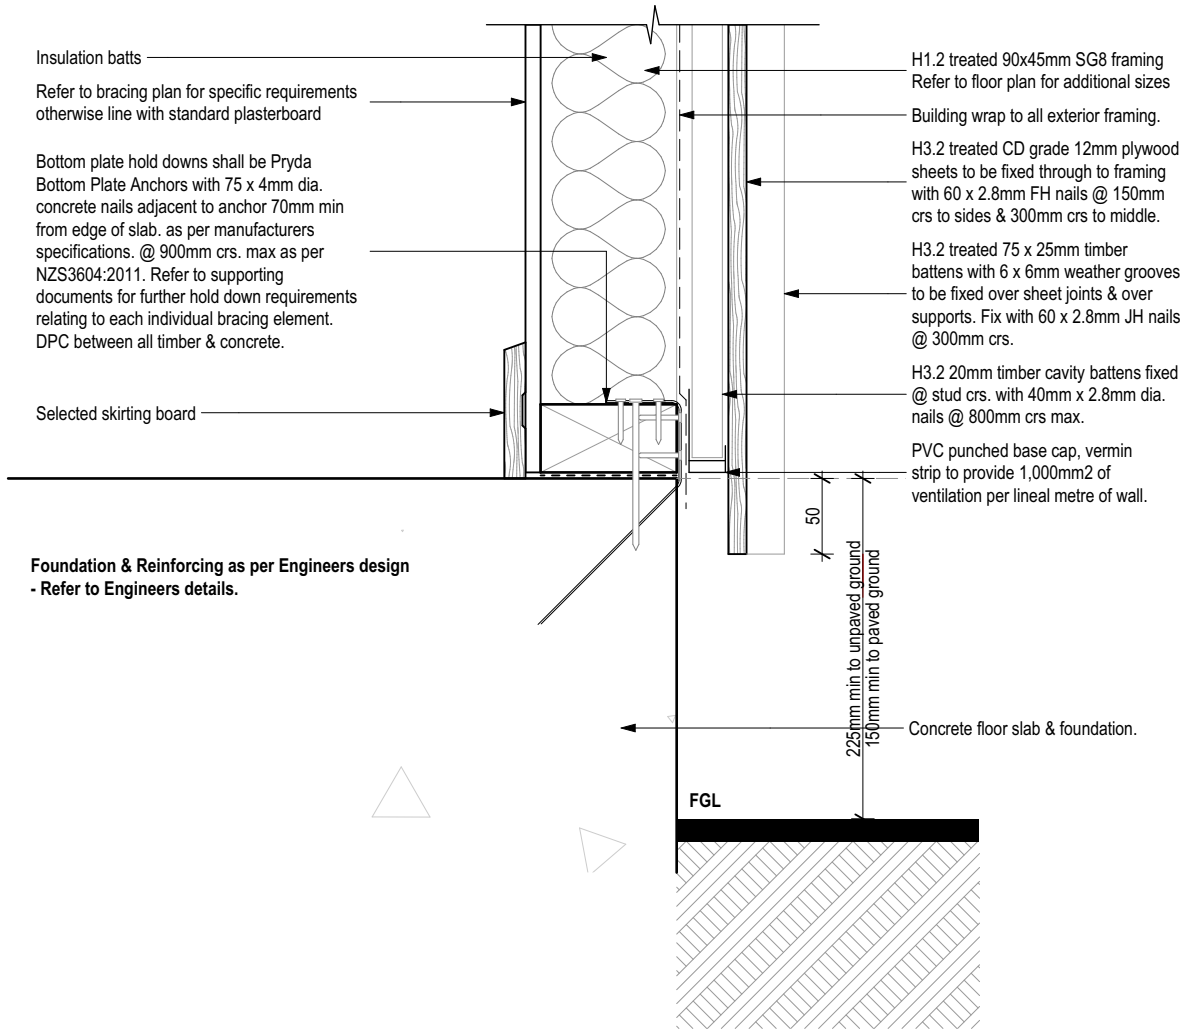 Insulation batts
Refer to bracing plan for specific requirements
otherwise line with standard plasterboard
Bottom plate hold downs shall be Pryda
Bottom Plate Anchors with 75 x 4mm dia.
concrete nails adjacent to anchor 70mm min
from edge of slab. as per manufacturers
specifications. @ 900mm crs. max as per
NZS3604:2011. Refer to supporting
documents for further hold down requirements
relating to each individual bracing element.
DPC between all timber & concrete.
Selected skirting board
Foundation & Reinforcing as per Engineers design
- Refer to Engineers details.
H1.2 treated 90x45mm SG8 framing
Refer to floor plan for additional sizes
Building wrap to all exterior framing.
H3.2 treated CD grade 12mm plywood
sheets to be fixed through to framing
with 60 x 2.8mm FH nails @ 150mm
crs to sides & 300mm crs to middle.
H3.2 treated 75 x 25mm timber
battens with 6 x 6mm weather grooves
to be fixed over sheet joints & over
supports. Fix with 60 x 2.8mm JH nails
@ 300mm crs.
H3.2 20mm timber cavity battens fixed
@ stud crs. with 40mm x 2.8mm dia.
nails @ 800mm crs max.
PVC punched base cap, vermin
strip to provide 1,000mm2 of
ventilation per lineal metre of wall.
50
225mm min to unpaved ground
150mm min to paved ground
Concrete floor slab & foundation.
FGL